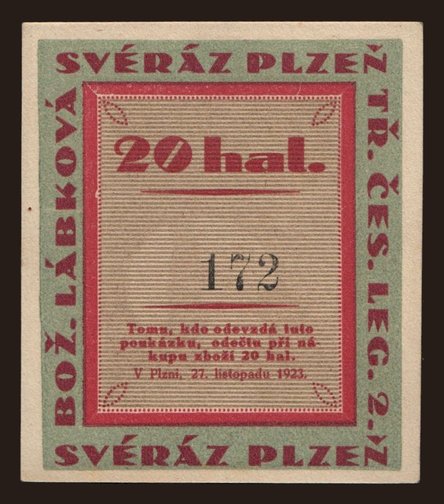 SVÉRÁZ PLZEŇ
BOŽ. LÁBKOVÁ
TŘ. ČES. LEG. 2.
20 hal.
172
Tomu, kdo odevzdá tuto
poukázku, odečtu při ná
kupu zboží 20 hal.
V Plzni, 27. listopadu 1923.
SVÉRÁZ PLZEŇ